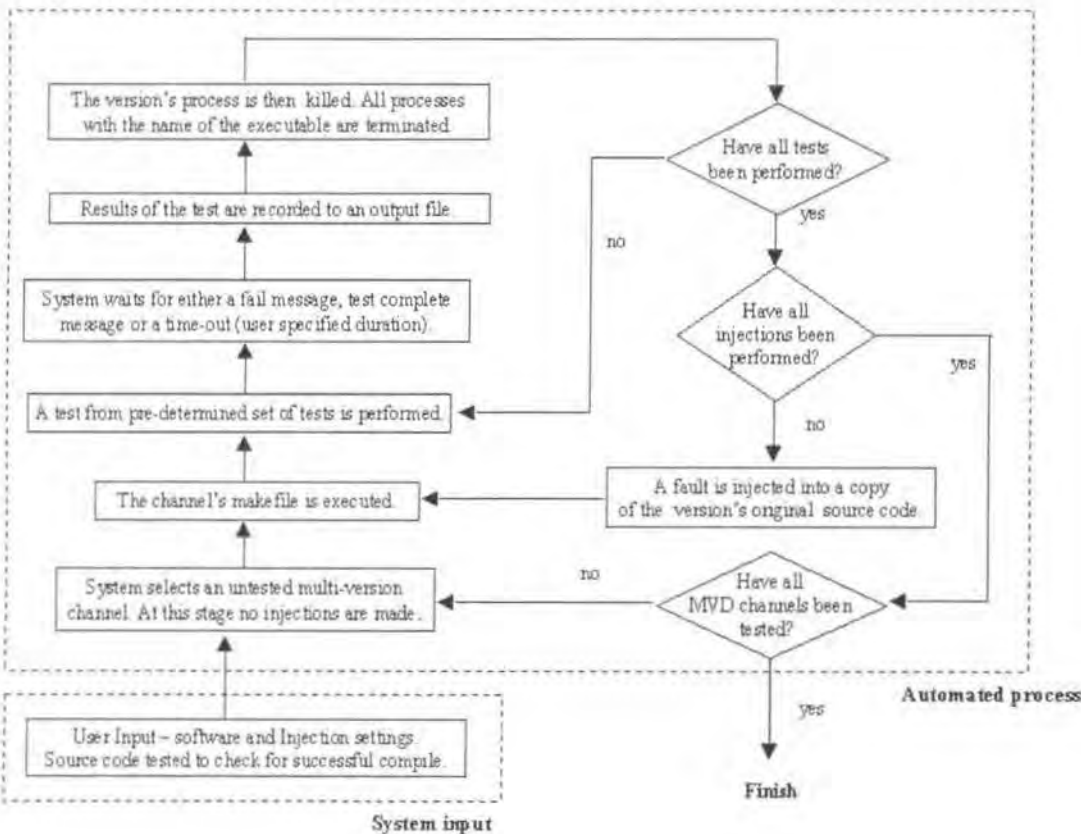 The version's process is then killed. All processes
with the name of the executable are terminated
Results of the test are recorded to an output file
System waits for either a fail message, test complete
message or a time-out (user specified duration).
A test from pre-determined set of tests is performed.
The channel's makefile is executed.
System selects an untested multi-version
channel. At this stage no injections are made.
User Input – software and Injection settings
Source code tested to check for successful compile.
System input
Have all tests
been performed?
yes
no
Have all
injections been
performed?
yes
no
A fault is injected into a copy
of the version's original source code.
Have all
MVD channels been
tested?
no
yes
Automated process
Finish